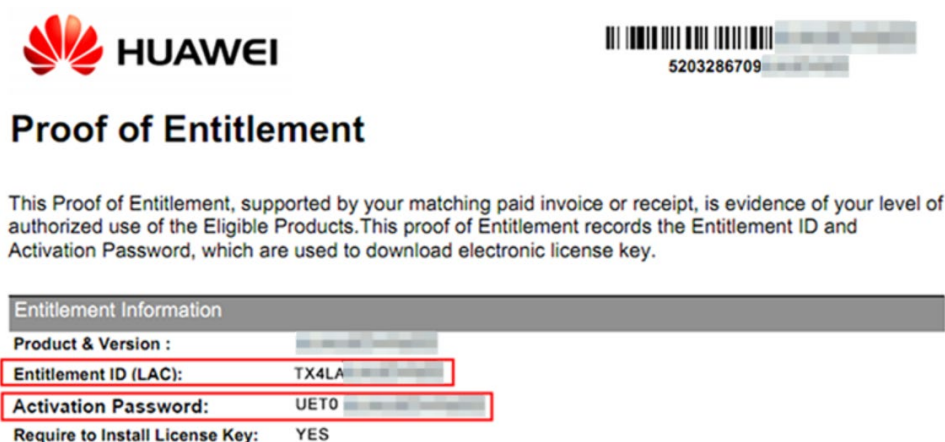 HUAWEI
5203286709
Proof of Entitlement
This Proof of Entitlement, supported by your matching paid invoice or receipt, is evidence of your level of
authorized use of the Eligible Products.This proof of Entitlement records the Entitlement ID and
Activation Password, which are used to download electronic license key.
Entitlement Information
Product & Version :
Entitlement ID (LAC): TX4LA
Activation Password: UET0
Require to Install License Key: YES